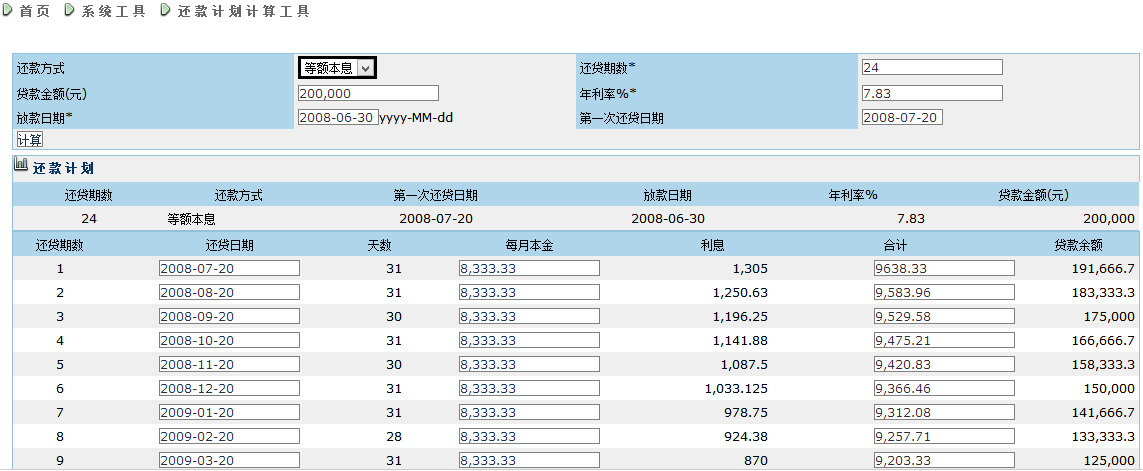 首页 系统工具 还款计划计算工具
还款方式 等额本息 还贷期数* 24
贷款金额(元) 200,000 年利率%* 7.83
放款日期* 2008-06-30 yyyy-MM-dd 第一次还贷日期 2008-07-20
计算
还款计划
还贷期数 还款方式 第一次还贷日期 放款日期 年利率% 贷款金额(元)
24 等额本息 2008-07-20 2008-06-30 7.83 200,000
还贷期数 还贷日期 天数 每月本金 利息 合计 贷款余额
1 2008-07-20 31 8,333.33 1,305 9638.33 191,666.7
2 2008-08-20 31 8,333.33 1,250.63 9,583.96 183,333.3
3 2008-09-20 30 8,333.33 1,196.25 9,529.58 175,000
4 2008-10-20 31 8,333.33 1,141.88 9,475.21 166,666.7
5 2008-11-20 30 8,333.33 1,087.5 9,420.83 158,333.3
6 2008-12-20 31 8,333.33 1,033.125 9,366.46 150,000
7 2009-01-20 31 8,333.33 978.75 9,312.08 141,666.7
8 2009-02-20 28 8,333.33 924.38 9,257.71 133,333.3
9 2009-03-20 31 8,333.33 870 9,203.33 125,000